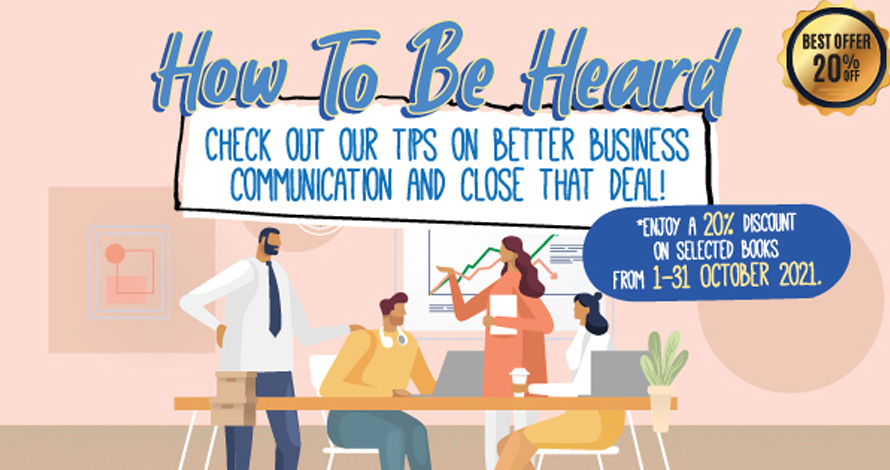 How To Be Heard
BEST OFFER
20%
OFF
CHECK OUT OUR TIPS ON BETTER BUSINESS
COMMUNICATION AND CLOSE THAT DEAL!
*ENJOY A 20% DISCOUNT
ON SELECTED BOOKS
FROM 1-31 OCTOBER 2021.